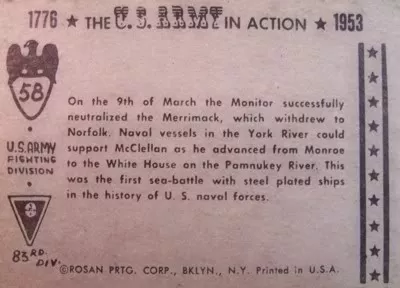 1776 ★ THE U.S. ARMY IN ACTION ★ 1953
58
U.S. ARMY
FIGHTING
DIVISION
83RD.
DIV.
On the 9th of March the Monitor successfully
neutralized the Merrimack, which withdrew to
Norfolk. Naval vessels in the York River could
support McClellan as he advanced from Monroe
to the White House on the Pamnukey River. This
was the first sea-battle with steel plated ships
in the history of U. S. naval forces.
©ROSAN PRTG. CORP., BKLYN., N.Y. Printed in U.S.A.